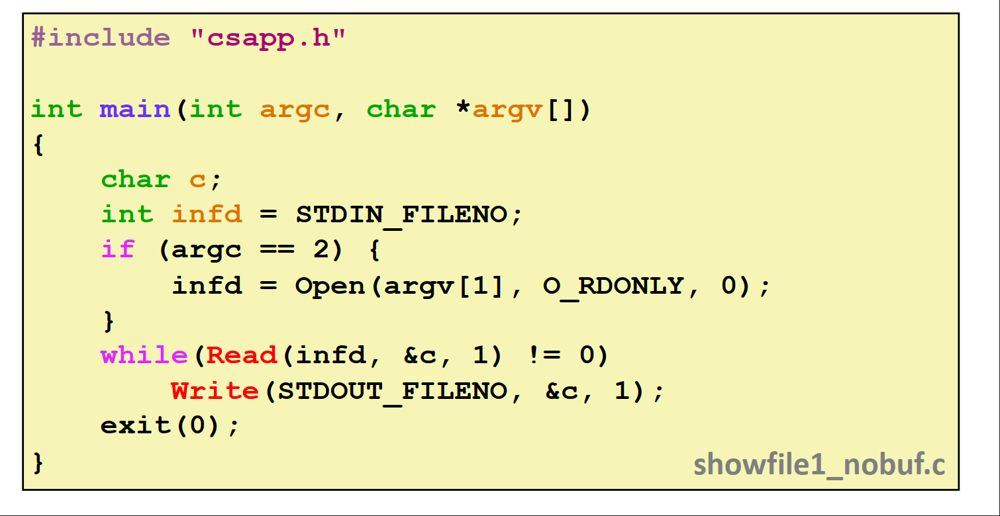 #include "csapp.h"
int main(int argc, char *argv[])
{
    char c;
    int infd = STDIN_FILENO;
    if (argc == 2) {
        infd = Open(argv[1], O_RDONLY, 0);
    }
    while(Read(infd, &c, 1) != 0)
        Write(STDOUT_FILENO, &c, 1);
    exit(0);
}
showfile1_nobuf.c